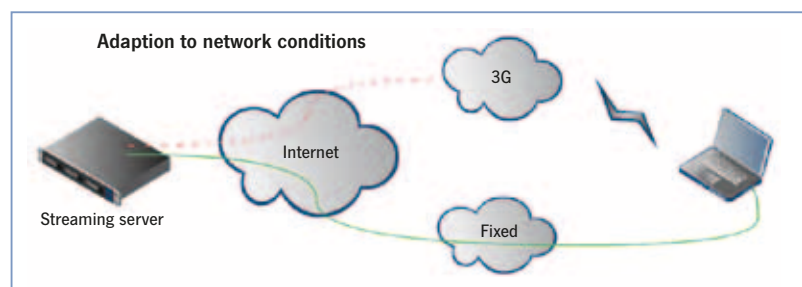 Adaption to network conditions
3G
Internet
Streaming server
Fixed